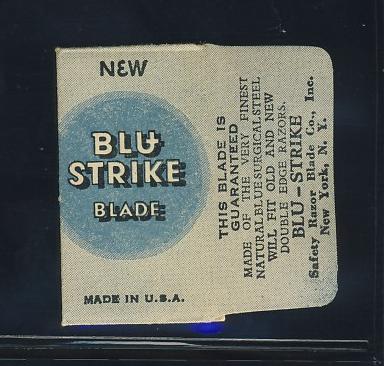 NEW
BLU
STRIKE
BLADE
MADE IN U.S.A.
THIS BLADE IS
GUARANTEED
MADE OF THE VERY FINEST
NATURAL BLUE SURGICAL STEEL
WILL FIT OLD AND NEW
DOUBLE EDGE RAZORS.
BLU-STRIKE
Safety Razor Blade Co., Inc.
New York, N. Y.